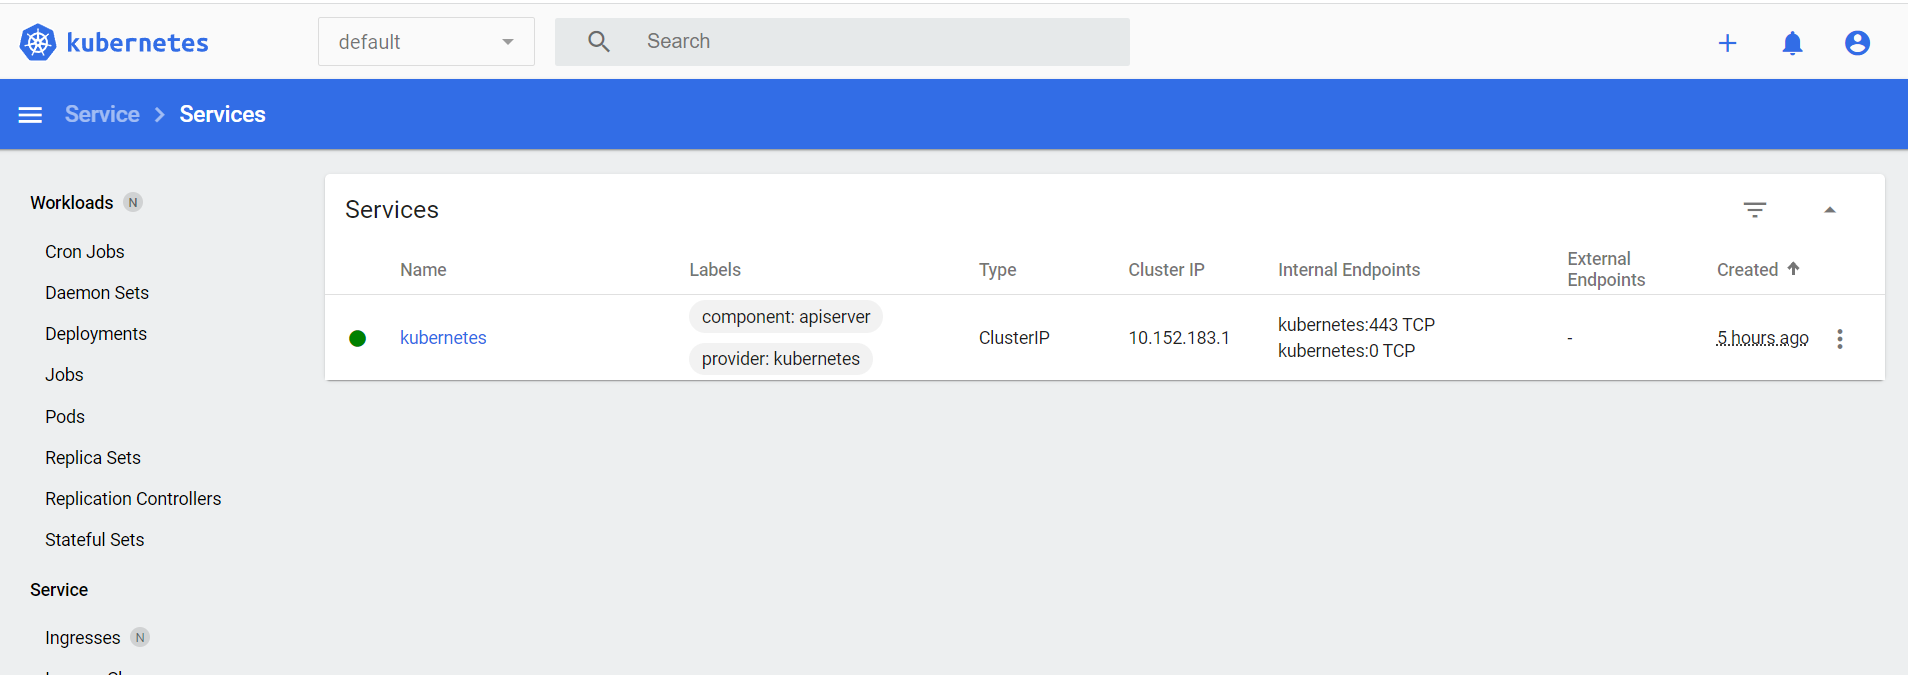 kubernetes
default
Search
Service
Services
Workloads
N
Cron Jobs
Daemon Sets
Deployments
Jobs
Pods
Replica Sets
Replication Controllers
Stateful Sets
Service
Ingresses
N
Services
Name
Labels
Type
Cluster IP
Internal Endpoints
External
Endpoints
Created
kubernetes
component: apiserver
provider: kubernetes
ClusterIP
10.152.183.1
kubernetes:443 TCP
kubernetes:0 TCP
-
5 hours ago